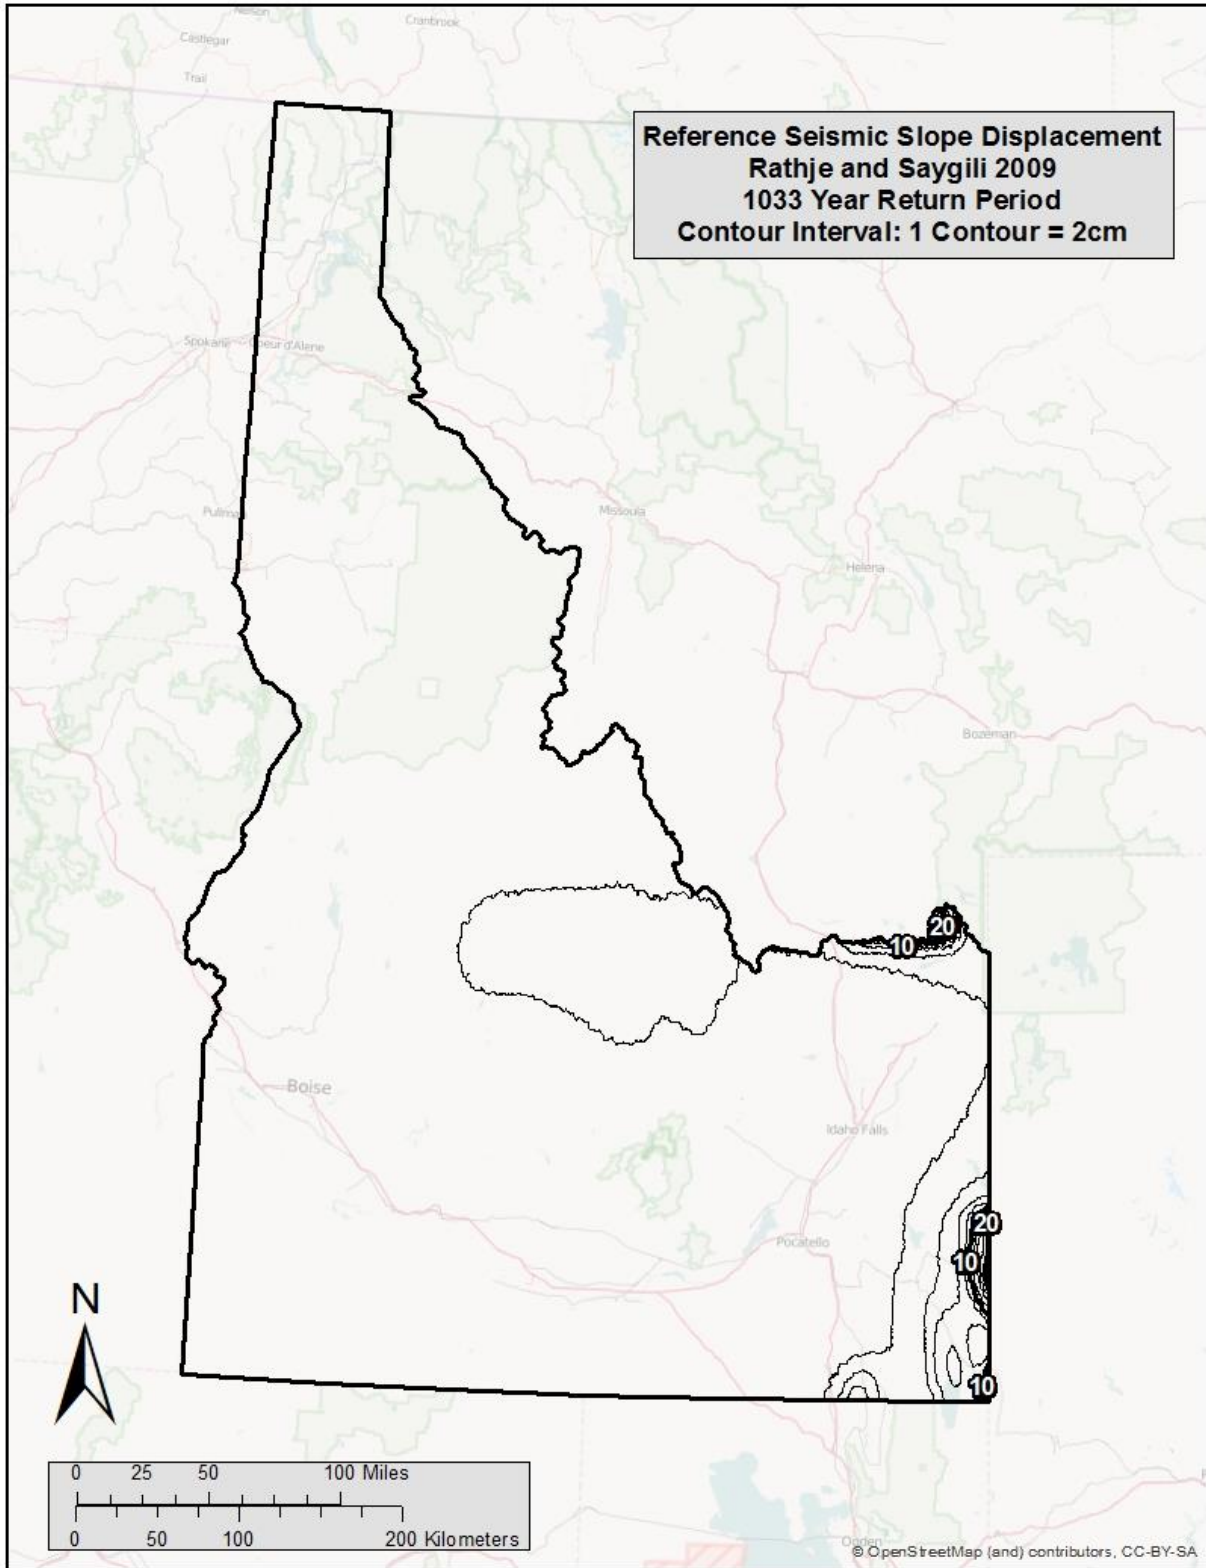 Nelson
Cranbrook
Castlegar
Trail
Reference Seismic Slope Displacement
Rathje and Saygili 2009
1033 Year Return Period
Contour Interval: 1 Contour = 2cm
Spokane
Coeur d'Alene
Pullma
Missoula
Helena
Bozeman
20
10
Boise
Idaho Falls
20
Pocatello
10
N
10
0 25 50 100 Miles
0 50 100 200 Kilometers
Ogden
© OpenStreetMap (and) contributors, CC-BY-SA